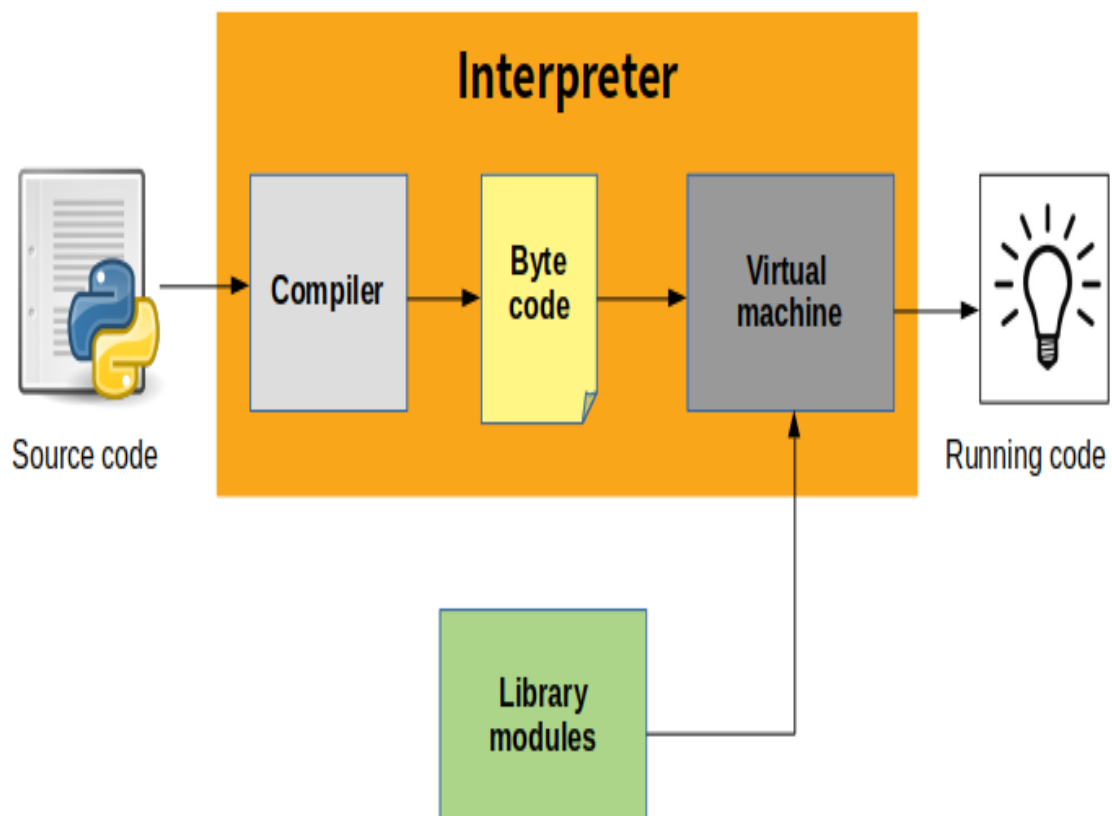 Interpreter
Compiler
Byte
code
Virtual
machine
Source code
Running code
Library
modules